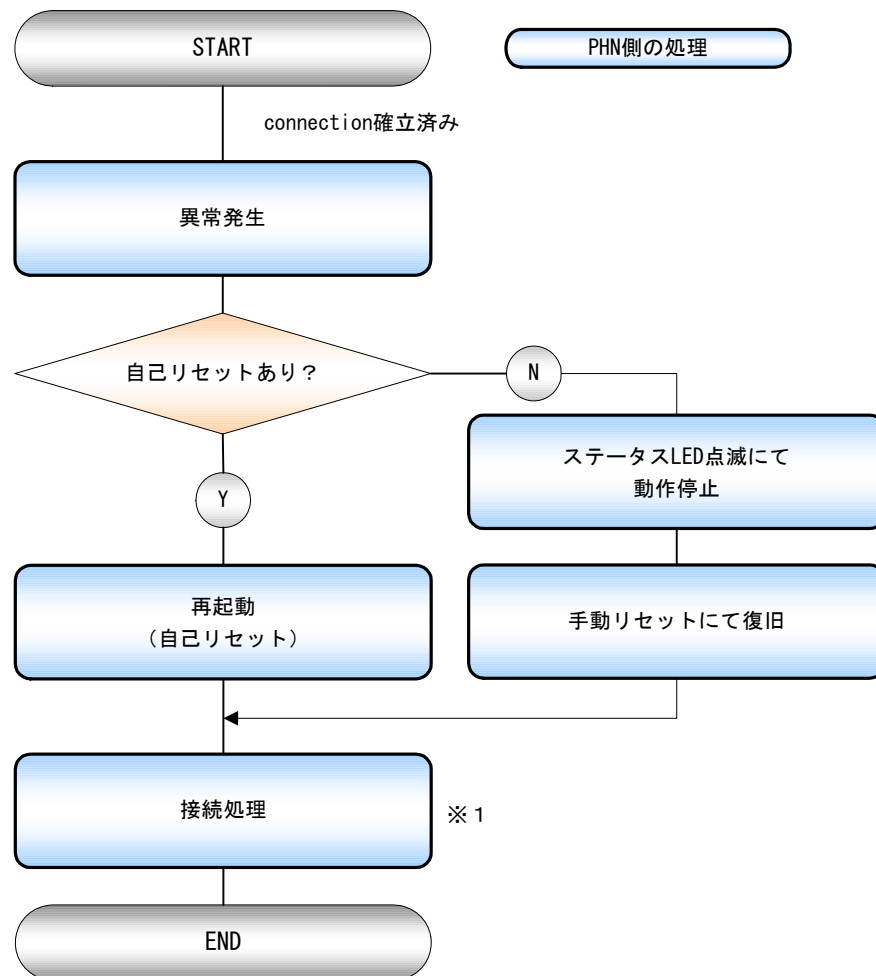 START
PHN側の処理
connection確立済み
異常発生
自己リセットあり？
N
ステータスLED点滅にて
動作停止
Y
再起動
（自己リセット）
手動リセットにて復旧
接続処理
※１
END